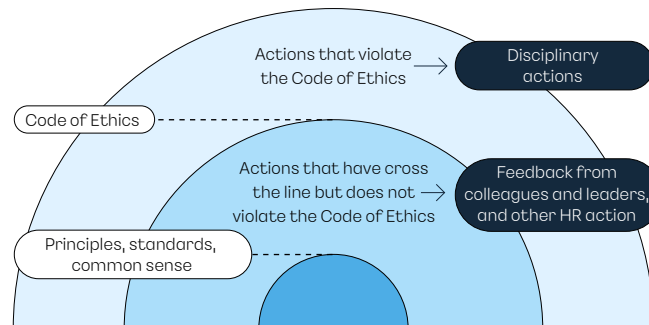 Actions that violate
the Code of Ethics
Disciplinary
actions
Code of Ethics
Actions that have cross
the line but does not
violate the Code of Ethics
Feedback from
colleagues and leaders,
and other HR action
Principles, standards,
common sense